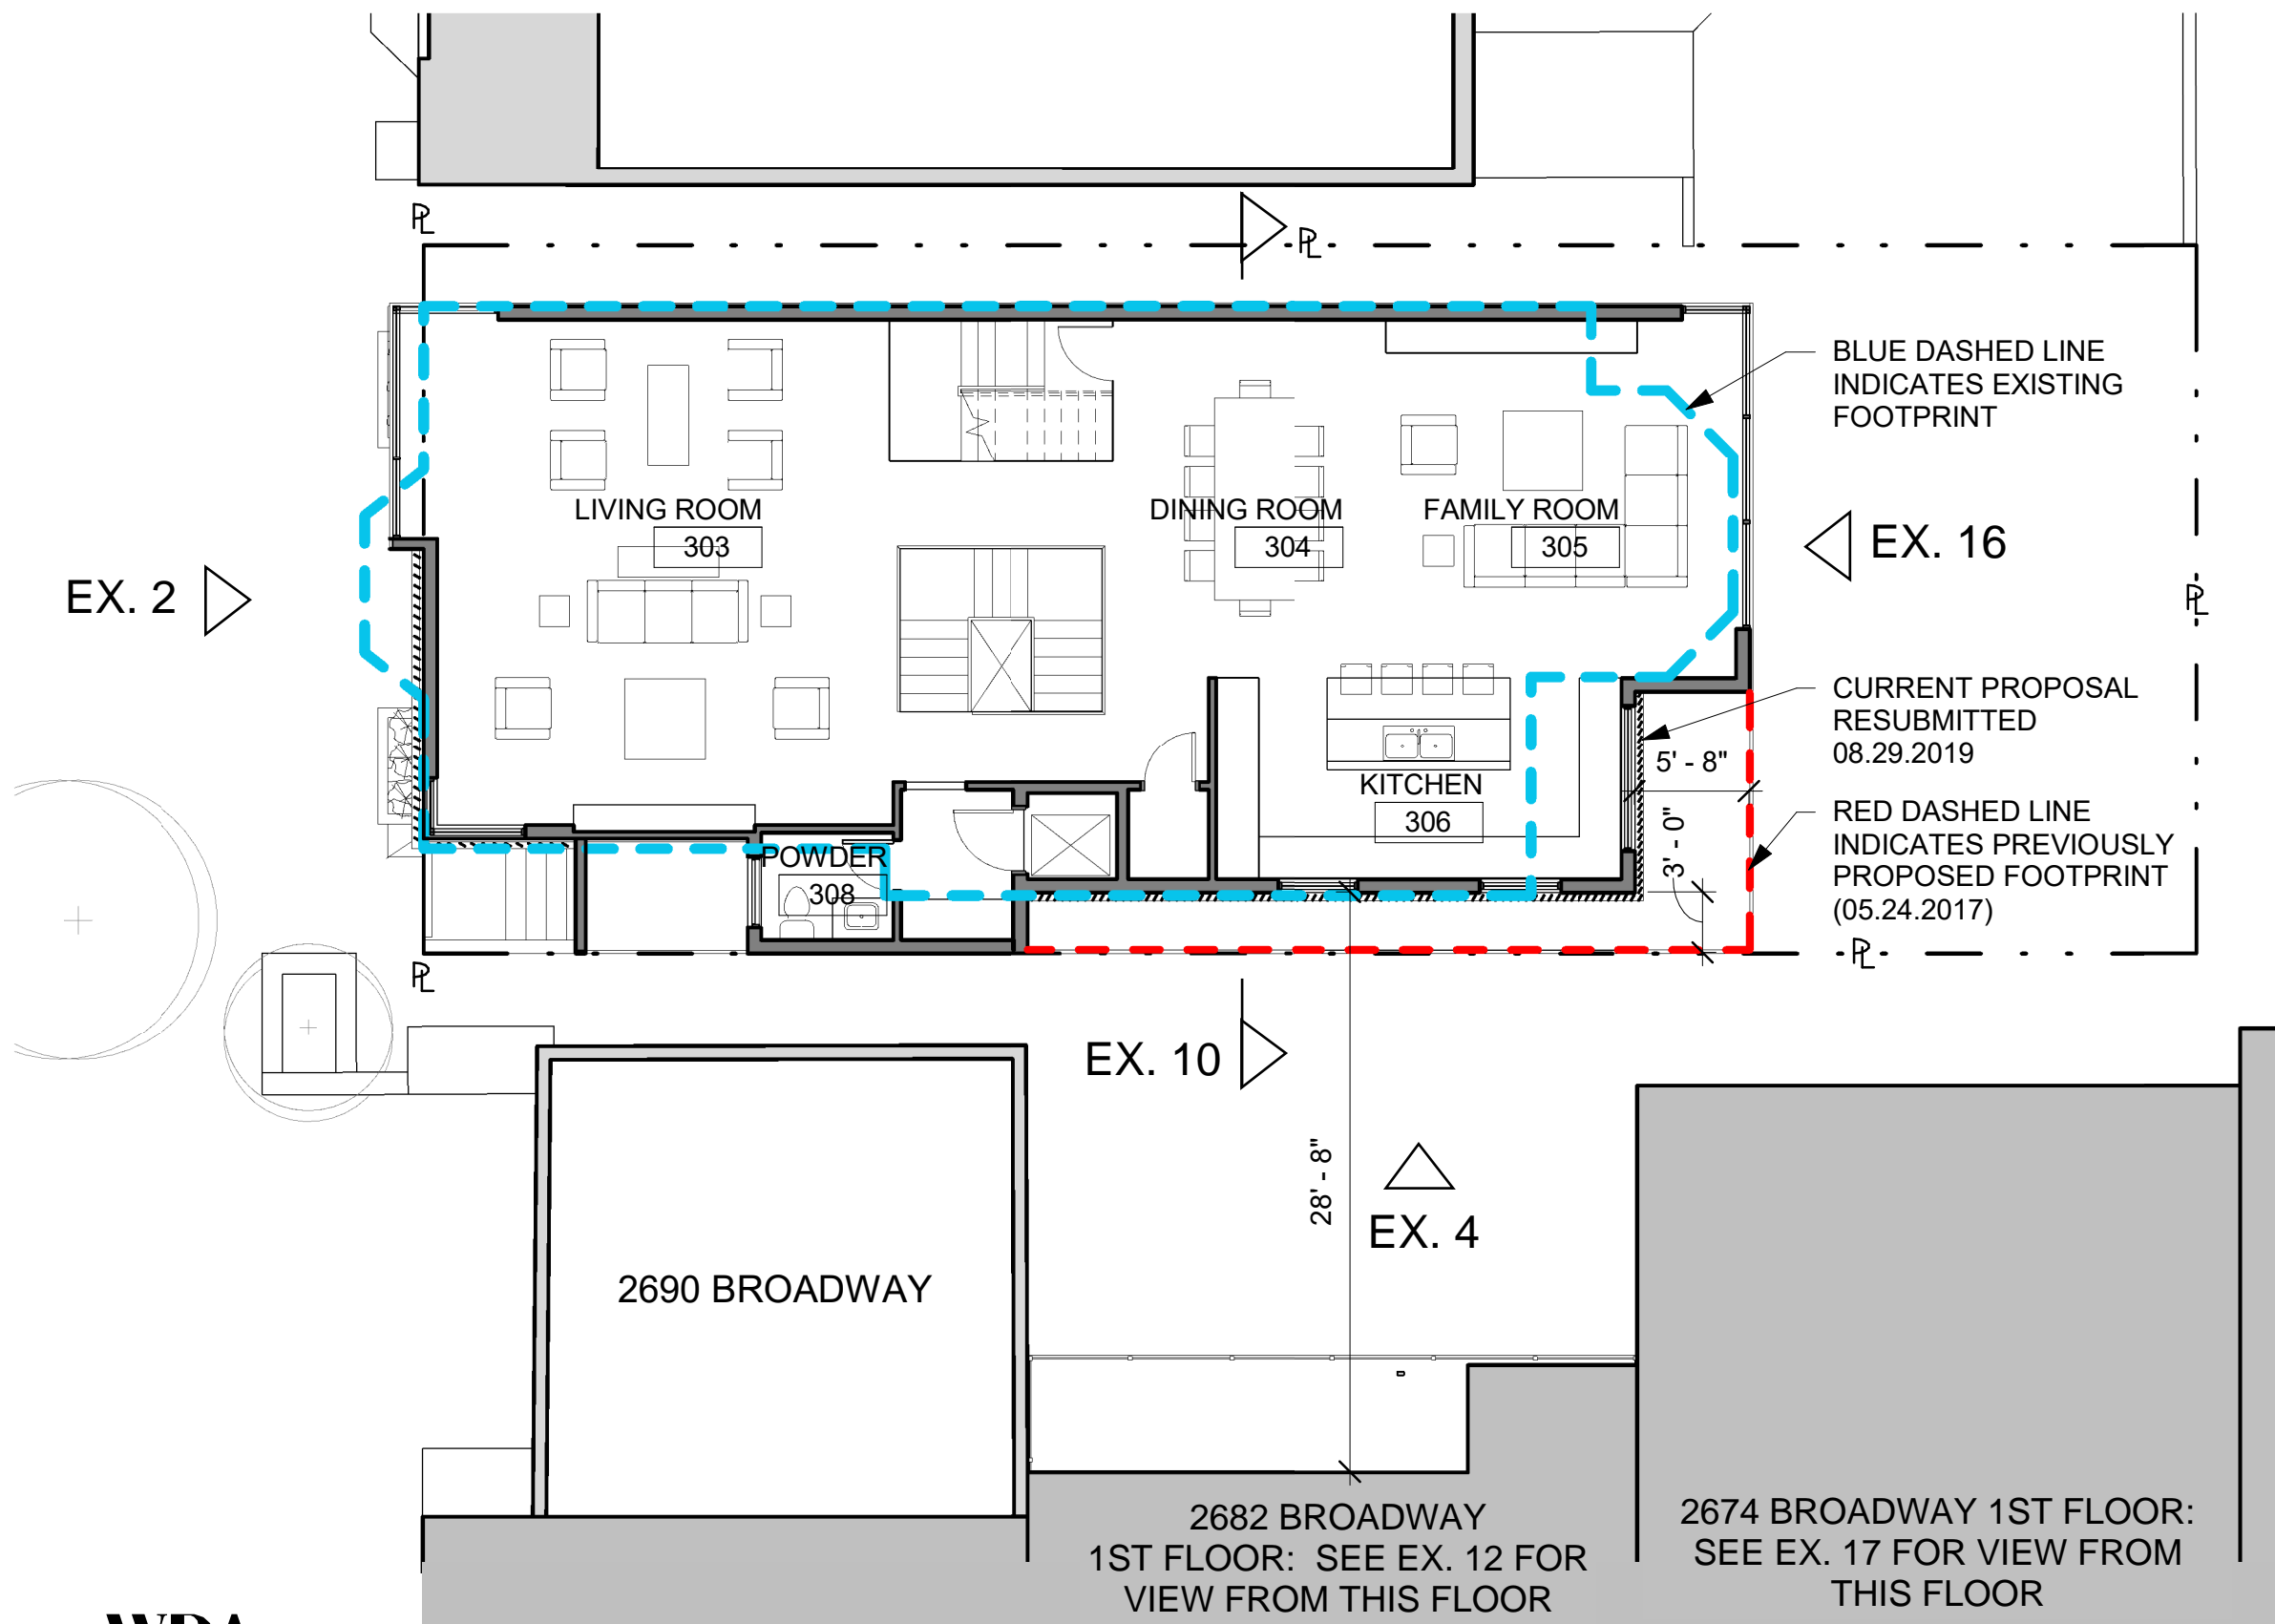 ℄
℄
BLUE DASHED LINE
INDICATES EXISTING
FOOTPRINT
LIVING ROOM
303
DINING ROOM
304
FAMILY ROOM
305
EX. 16
EX. 2
℄
CURRENT PROPOSAL
RESUBMITTED
08.29.2019
5' - 8"
KITCHEN
306
3' - 0"
RED DASHED LINE
INDICATES PREVIOUSLY
PROPOSED FOOTPRINT
(05.24.2017)
POWDER
308
℄
℄
EX. 10
28' - 8"
EX. 4
2690 BROADWAY
2682 BROADWAY
1ST FLOOR: SEE EX. 12 FOR
VIEW FROM THIS FLOOR
2674 BROADWAY 1ST FLOOR:
SEE EX. 17 FOR VIEW FROM
THIS FLOOR